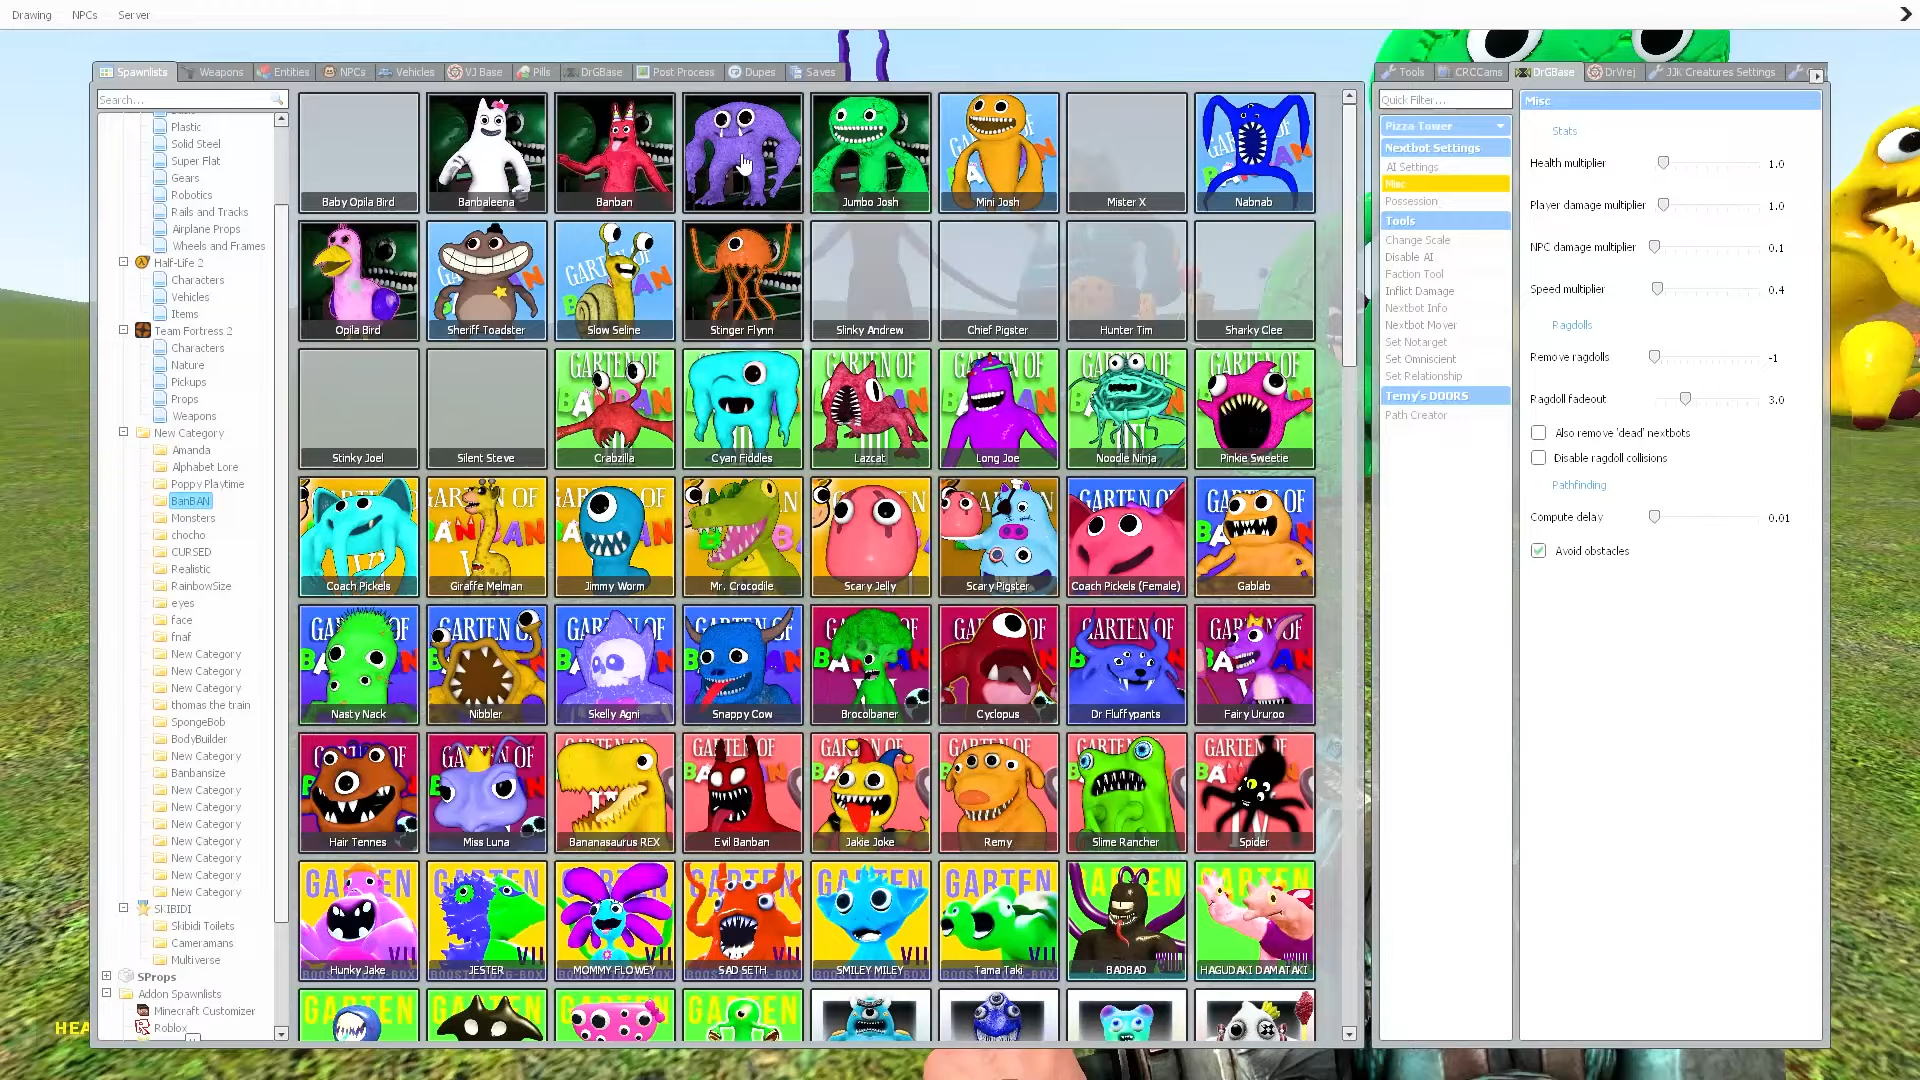 Drawing NPCs Server
Spawnlists Weapons Entities NPCs Vehicles VJ Base Pills DrGBase Post Process Dupes Saves
Tools CRCCams DrGBase DrVrej JJK Creatures Settings
Search...
Plastic
Solid Steel
Super Flat
Gears
Robotics
Rails and Tracks
Airplane Props
Wheels and Frames
Half-Life 2
Characters
Vehicles
Items
Team Fortress 2
Characters
Nature
Pickups
Props
Weapons
New Category
Amanda
Alphabet Lore
Poppy Playtime
BanBAN
Monsters
chocho
CURSED
Realistic
RainbowSize
eyes
face
fnaf
New Category
New Category
New Category
thomas the train
SpongeBob
BodyBuilder
New Category
Banbansize
New Category
New Category
New Category
New Category
New Category
New Category
New Category
SKIBIDI
Skibidi Toilets
Cameramans
Multiverse
SProps
Addon Spawnlists
Minecraft Customizer
Roblox
HEA
Baby Opila Bird Banbaleena Banban Jumbo Josh Mini Josh Mister X Nabnab
Opila Bird Sheriff Toadster Slow Seline Stinger Flynn Slinky Andrew Chief Pigster Hunter Tim Sharky Clee
Stinky Joel Silent Steve Crabzilla Cyan Fiddles Lazcat Long Joe Noodle Ninja Pinkie Sweetie
Coach Pickels Giraffe Melman Jimmy Worm Mr. Crocodile Scary Jelly Scary Pigster Coach Pickels (Female) Gablab
Nasty Nack Nibbler Skelly Agni Snappy Cow Brocolbaner Cyclopus Dr Fluffypants Fairy Ururoo
Hair Tennes Miss Luna Bananasaurus REX Evil Banban Jakie Joke Remy Slime Rancher Spider
Hunky Jake JESTER MOMMY FLOWEY SAD SETH SMILEY MILEY Tama Taki BADBAD HAGUDAKI DAMATAKI
Quick Filter...
Pizza Tower
Nextbot Settings
AI Settings
Misc
Possession
Tools
Change Scale
Disable AI
Faction Tool
Inflict Damage
Nextbot Info
Nextbot Mover
Set Notarget
Set Omniscient
Set Relationship
Temy's DOORS
Path Creator
Misc
Stats
Health multiplier 1.0
Player damage multiplier 1.0
NPC damage multiplier 0.1
Speed multiplier 0.4
Ragdolls
Remove ragdolls -1
Ragdoll fadeout 3.0
Also remove 'dead' nextbots
Disable ragdoll collisions
Pathfinding
Compute delay 0.01
Avoid obstacles